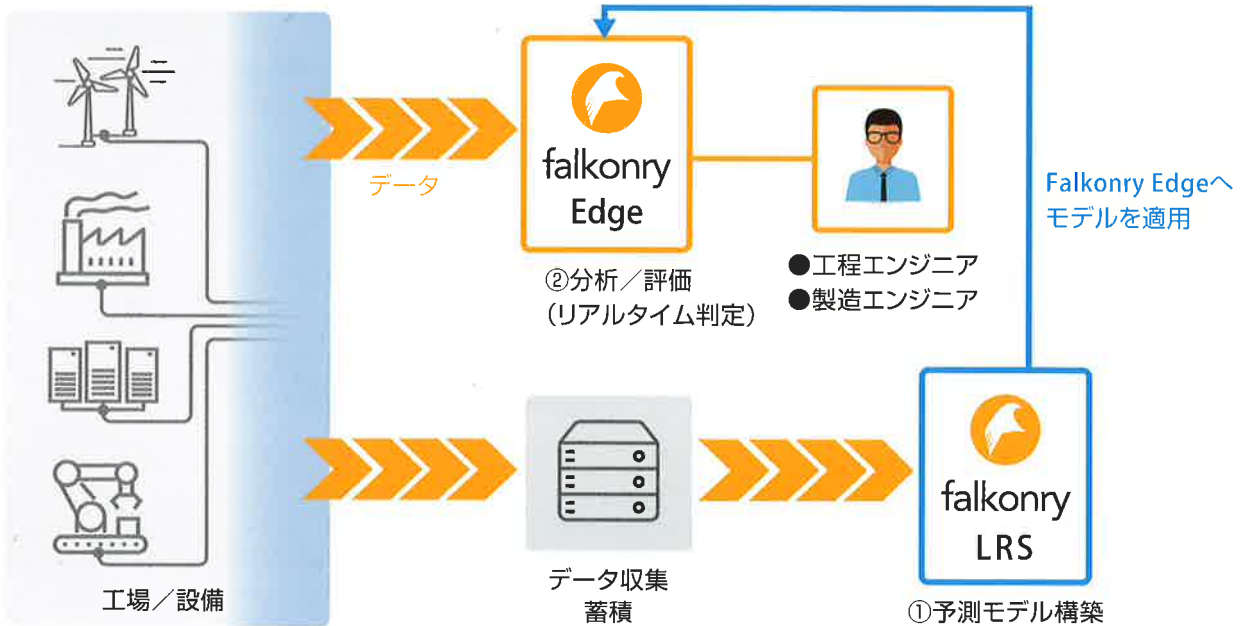 falkonry
Edge
データ
②分析／評価
（リアルタイム判定）
●工程エンジニア
●製造エンジニア
Falkonry Edgeへ
モデルを適用
工場／設備
データ収集
蓄積
falkonry
LRS
①予測モデル構築